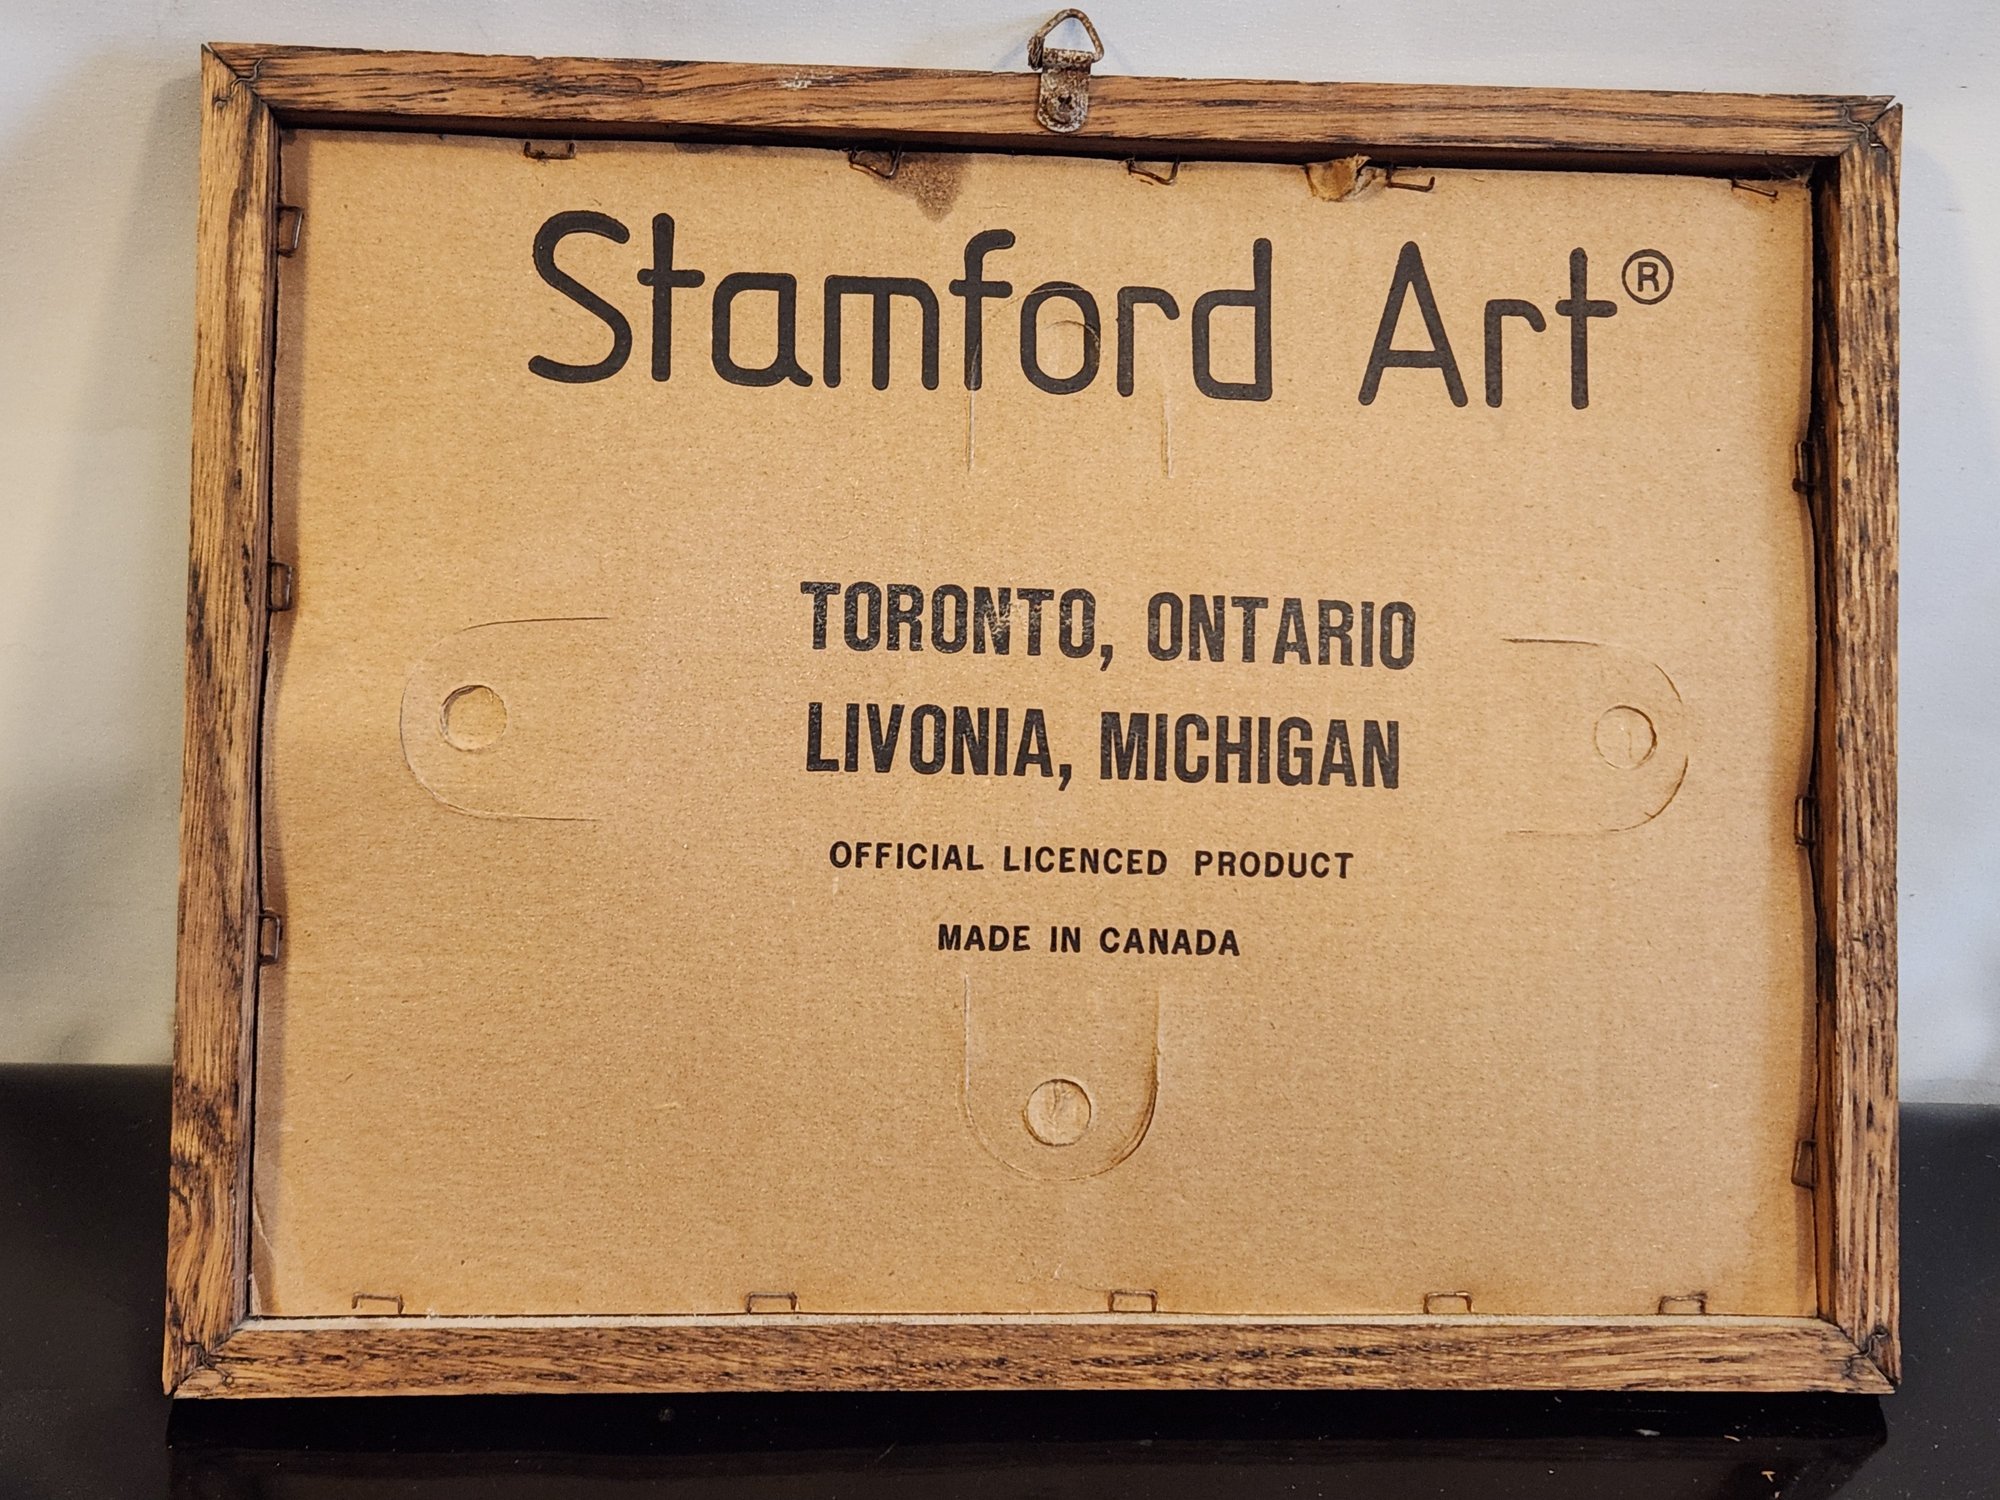 Stamford Art®
TORONTO, ONTARIO
LIVONIA, MICHIGAN
OFFICIAL LICENCED PRODUCT
MADE IN CANADA